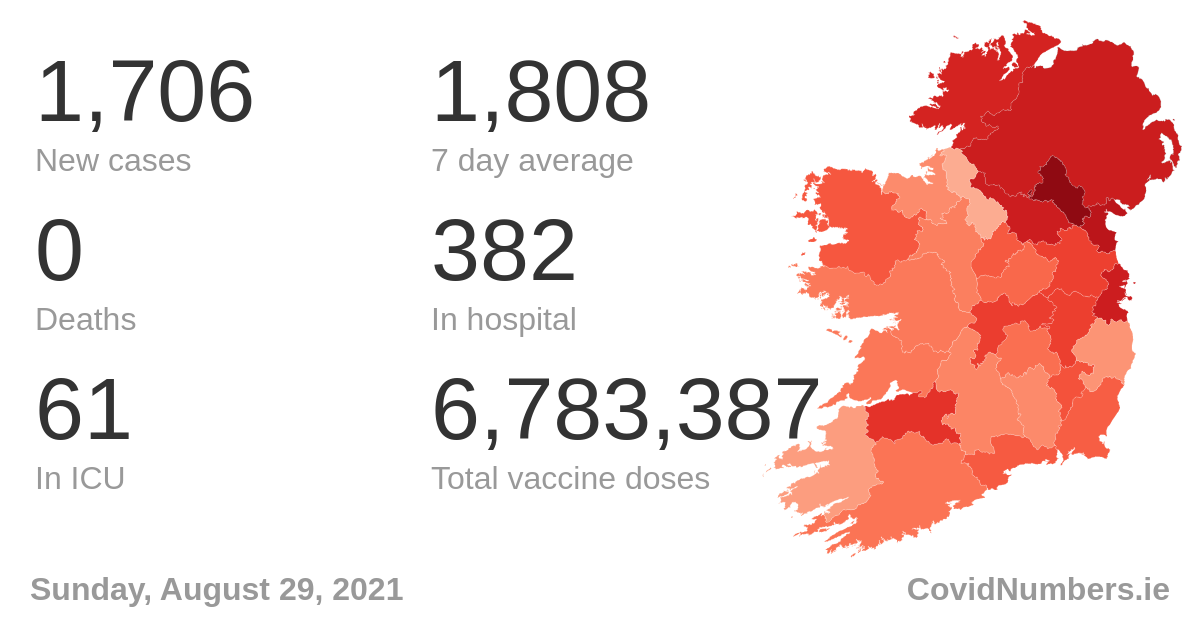 1,706
New cases
1,808
7 day average
0
Deaths
382
In hospital
61
In ICU
6,783,387
Total vaccine doses
Sunday, August 29, 2021
CovidNumbers.ie